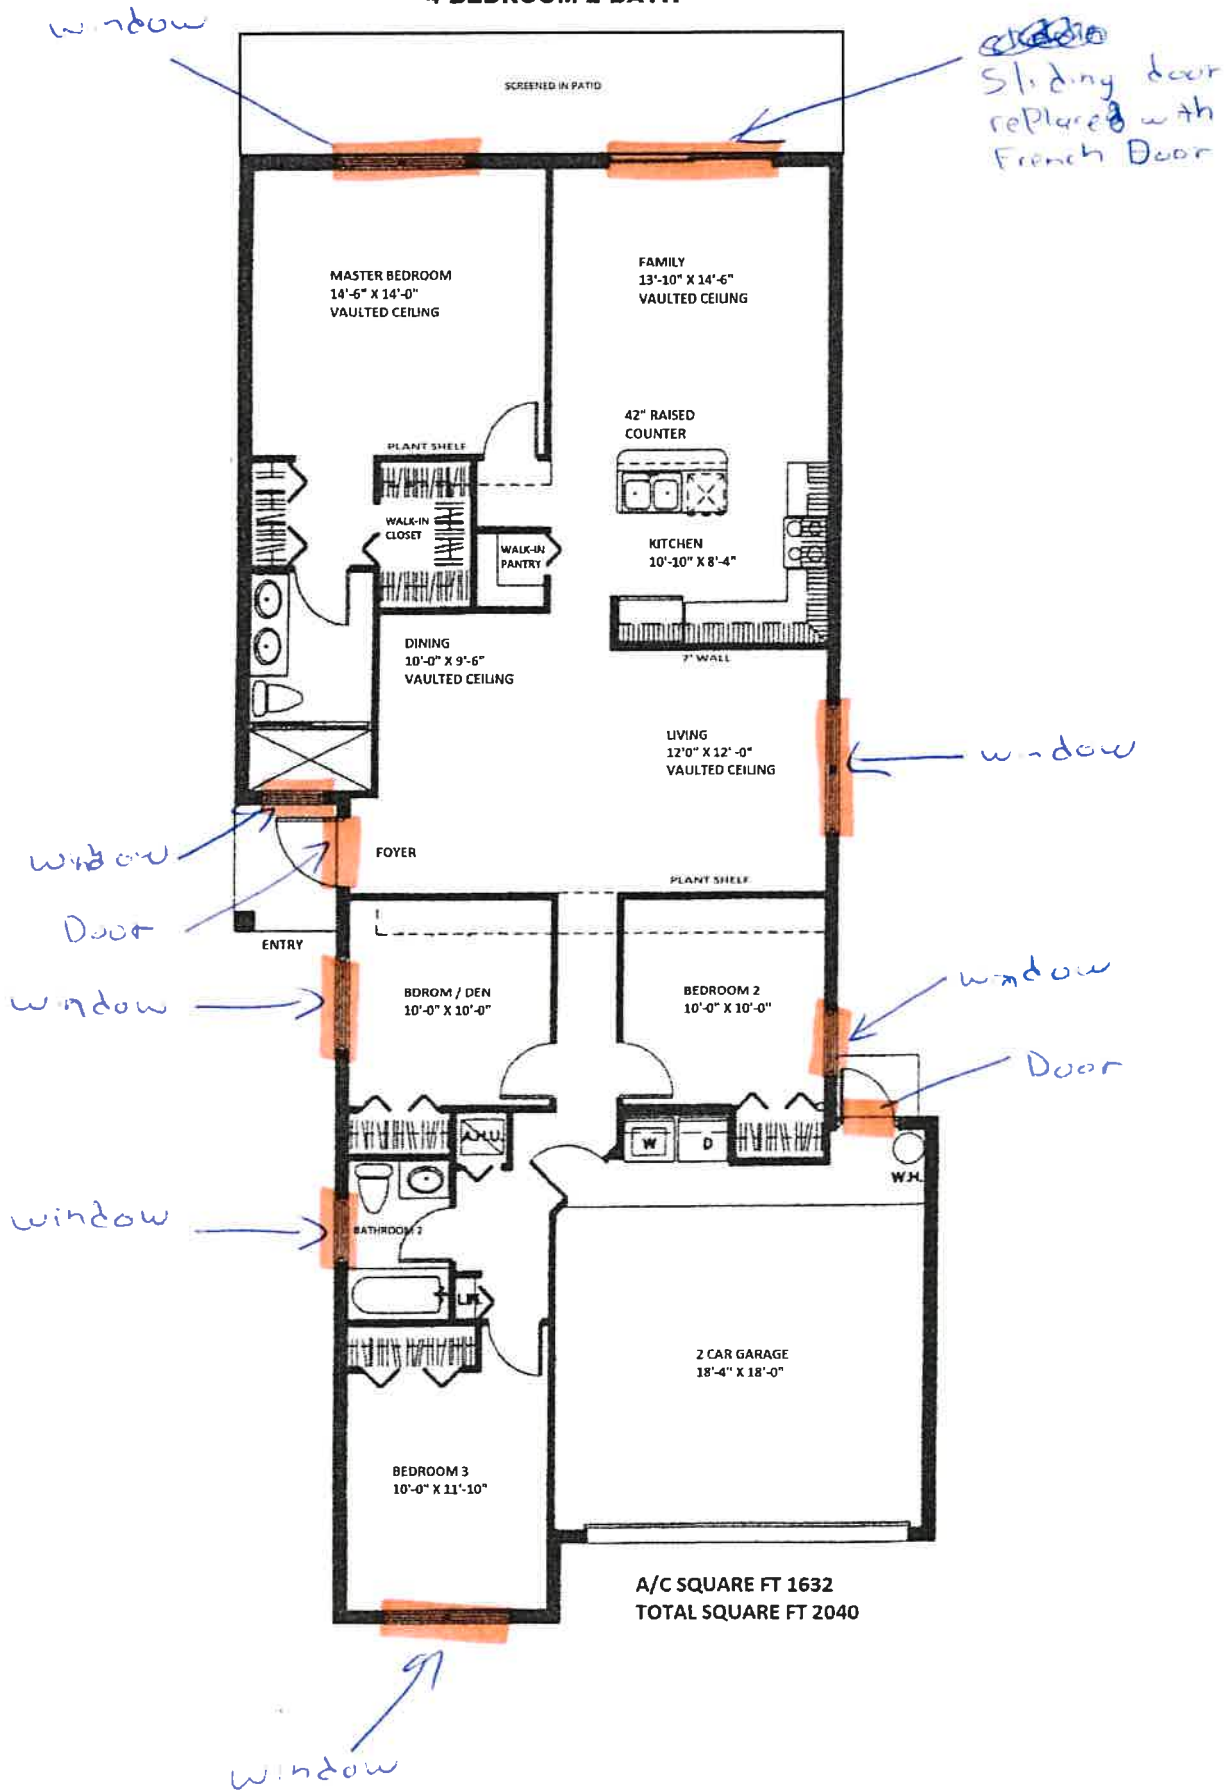 4 BEDROOM 2 BATH
window
Sliding door
replaced with
French Door
SCREENED IN PATIO
MASTER BEDROOM
14'-6" X 14'-0"
VAULTED CEILING
FAMILY
13'-10" X 14'-6"
VAULTED CEILING
42" RAISED
COUNTER
PLANT SHELF
WALK-IN
CLOSET
WALK-IN
PANTRY
KITCHEN
10'-10" X 8'-4"
DINING
10'-0" X 9'-6"
VAULTED CEILING
7' WALL
LIVING
12'0" X 12'-0"
VAULTED CEILING
window
window
FOYER
PLANT SHELF
Door
ENTRY
window
BDROM / DEN
10'-0" X 10'-0"
BEDROOM 2
10'-0" X 10'-0"
window
Door
A.H.U.
W
D
W.H.
window
BATHROOM 2
LIN.
2 CAR GARAGE
18'-4" X 18'-0"
BEDROOM 3
10'-0" X 11'-10"
A/C SQUARE FT 1632
TOTAL SQUARE FT 2040
window